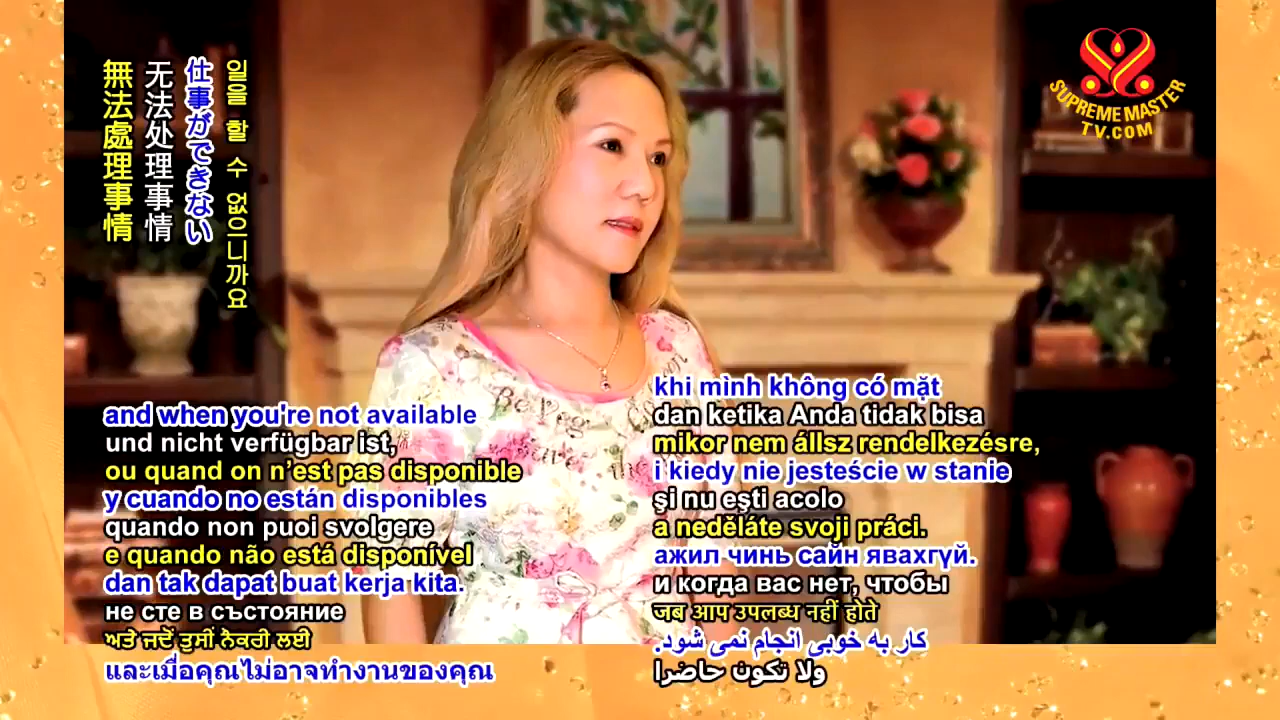 無法處理事情
无法处理事情
仕事ができない
일을 할 수 없으니까요
SUPREME MASTER
TV.COM
and when you're not available
und nicht verfügbar ist,
ou quand on n’est pas disponible
y cuando no están disponibles
quando non puoi svolgere
e quando não está disponível
dan tak dapat buat kerja kita.
не сте в състояние
ਅਤੇ ਜਦੋਂ ਤੁਸੀਂ ਨੌਕਰੀ ਲਈ
และเมื่อคุณไม่อาจทำงานของคุณ
khi mình không có mặt
dan ketika Anda tidak bisa
mikor nem állsz rendelkezésre,
i kiedy nie jesteście w stanie
şi nu eşti acolo
a neděláte svoji práci.
ажил чинь сайн явахгүй.
и когда вас нет, чтобы
जब आप उपलब्ध नहीं होते
کار به خوبی انجام نمی شود.
ولا تكون حاضرا